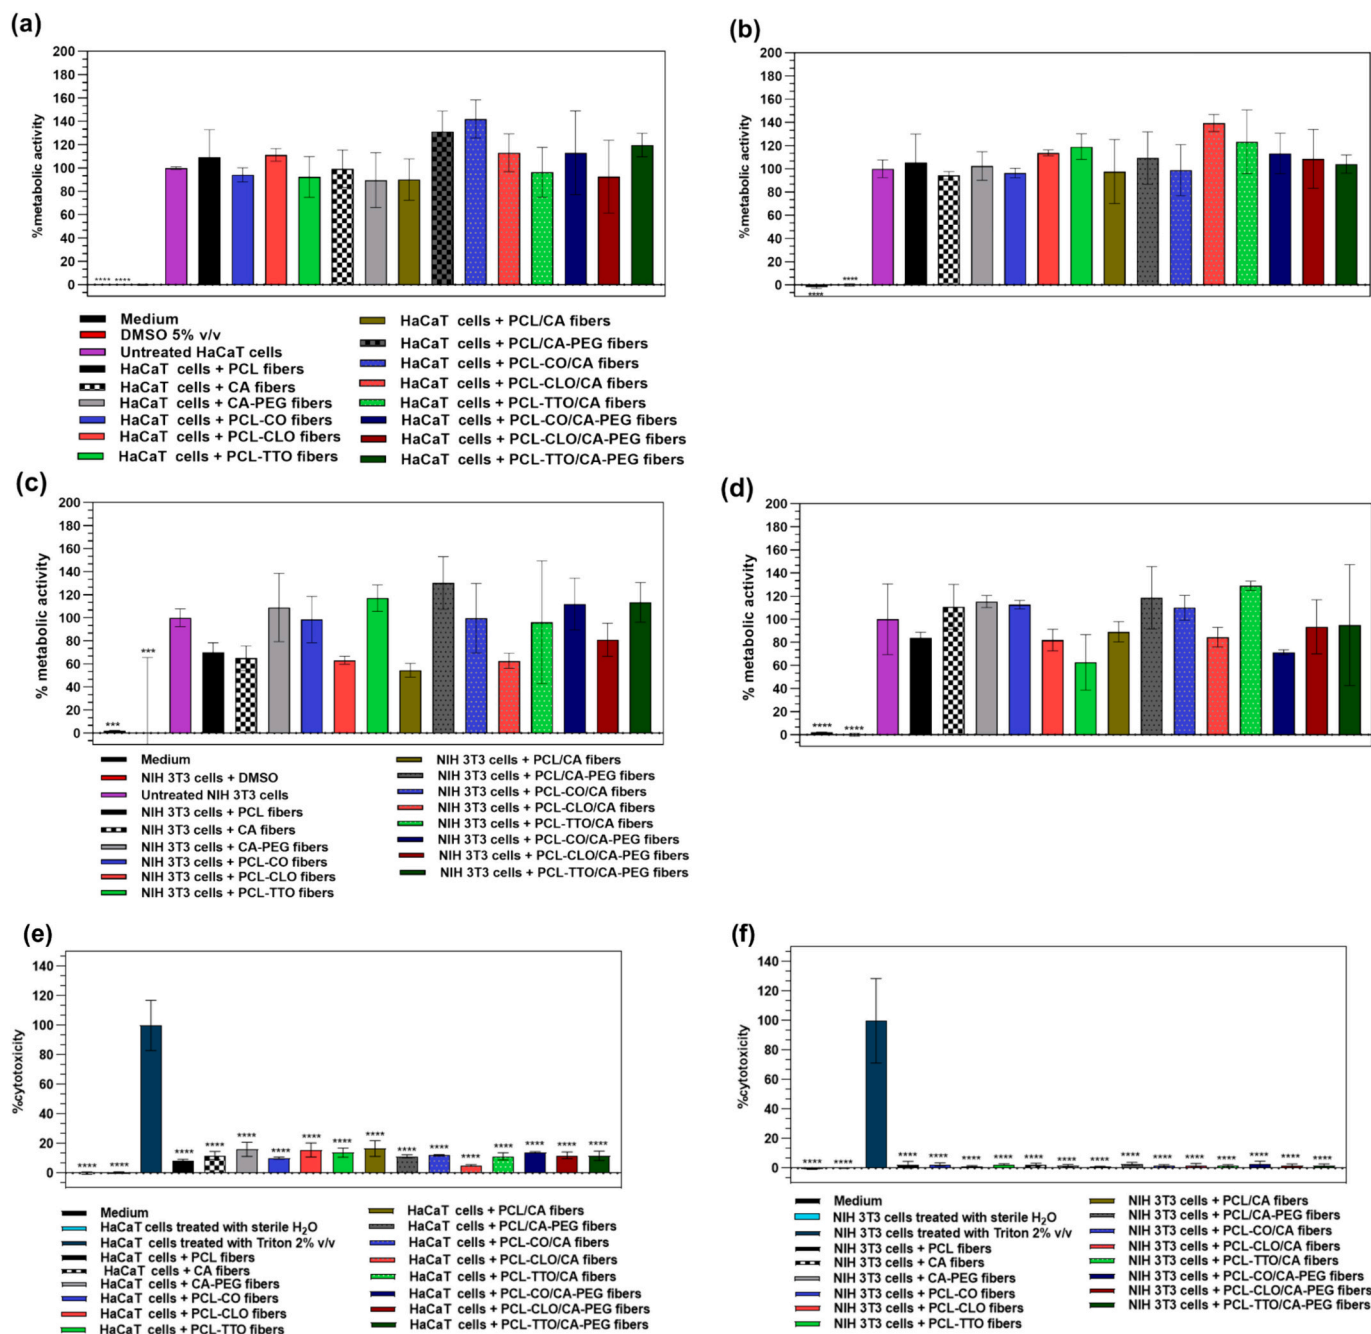 (a)
%metabolic activity
200
180
160
140
120
100
80
60
40
20
0
**** ****
Medium
DMSO 5% v/v
Untreated HaCaT cells
HaCaT cells + PCL fibers
HaCaT cells + CA fibers
HaCaT cells + CA-PEG fibers
HaCaT cells + PCL-CO fibers
HaCaT cells + PCL-CLO fibers
HaCaT cells + PCL-TTO fibers
HaCaT cells + PCL/CA fibers
HaCaT cells + PCL/CA-PEG fibers
HaCaT cells + PCL-CO/CA fibers
HaCaT cells + PCL-CLO/CA fibers
HaCaT cells + PCL-TTO/CA fibers
HaCaT cells + PCL-CO/CA-PEG fibers
HaCaT cells + PCL-CLO/CA-PEG fibers
HaCaT cells + PCL-TTO/CA-PEG fibers
(b)
%metabolic activity
200
180
160
140
120
100
80
60
40
20
0
**** ****
(c)
% metabolic activity
200
180
160
140
120
100
80
60
40
20
0
*** ***
Medium
NIH 3T3 cells + DMSO
Untreated NIH 3T3 cells
NIH 3T3 cells + PCL fibers
NIH 3T3 cells + CA fibers
NIH 3T3 cells + CA-PEG fibers
NIH 3T3 cells + PCL-CO fibers
NIH 3T3 cells + PCL-CLO fibers
NIH 3T3 cells + PCL-TTO fibers
NIH 3T3 cells + PCL/CA fibers
NIH 3T3 cells + PCL/CA-PEG fibers
NIH 3T3 cells + PCL-CO/CA fibers
NIH 3T3 cells + PCL-CLO/CA fibers
NIH 3T3 cells + PCL-TTO/CA fibers
NIH 3T3 cells + PCL-CO/CA-PEG fibers
NIH 3T3 cells + PCL-CLO/CA-PEG fibers
NIH 3T3 cells + PCL-TTO/CA-PEG fibers
(d)
% metabolic activity
200
180
160
140
120
100
80
60
40
20
0
**** ****
(e)
%cytotoxicity
140
120
100
80
60
40
20
0
**** **** **** **** **** **** **** **** **** **** **** **** **** **** **** ****
Medium
HaCaT cells treated with sterile H₂O
HaCaT cells treated with Triton 2% v/v
HaCaT cells + PCL fibers
HaCaT cells + CA fibers
HaCaT cells + CA-PEG fibers
HaCaT cells + PCL-CO fibers
HaCaT cells + PCL-CLO fibers
HaCaT cells + PCL-TTO fibers
HaCaT cells + PCL/CA fibers
HaCaT cells + PCL/CA-PEG fibers
HaCaT cells + PCL-CO/CA fibers
HaCaT cells + PCL-CLO/CA fibers
HaCaT cells + PCL-TTO/CA fibers
HaCaT cells + PCL-CO/CA-PEG fibers
HaCaT cells + PCL-CLO/CA-PEG fibers
HaCaT cells + PCL-TTO/CA-PEG fibers
(f)
%cytotoxicity
140
120
100
80
60
40
20
0
**** **** **** **** **** **** **** **** **** **** **** **** **** **** **** ****
Medium
NIH 3T3 cells treated with sterile H₂O
NIH 3T3 cells treated with Triton 2% v/v
NIH 3T3 cells + PCL fibers
NIH 3T3 cells + CA fibers
NIH 3T3 cells + CA-PEG fibers
NIH 3T3 cells + PCL-CO fibers
NIH 3T3 cells + PCL-CLO fibers
NIH 3T3 cells + PCL-TTO fibers
NIH 3T3 cells + PCL/CA fibers
NIH 3T3 cells + PCL/CA-PEG fibers
NIH 3T3 cells + PCL-CO/CA fibers
NIH 3T3 cells + PCL-CLO/CA fibers
NIH 3T3 cells + PCL-TTO/CA fibers
NIH 3T3 cells + PCL-CO/CA-PEG fibers
NIH 3T3 cells + PCL-CLO/CA-PEG fibers
NIH 3T3 cells + PCL-TTO/CA-PEG fibers